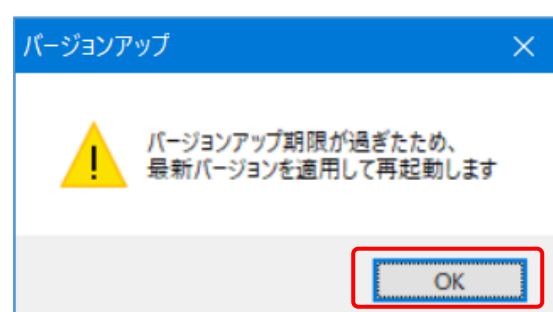 バージョンアップ
バージョンアップ期限が過ぎたため、
最新バージョンを適用して再起動します
OK